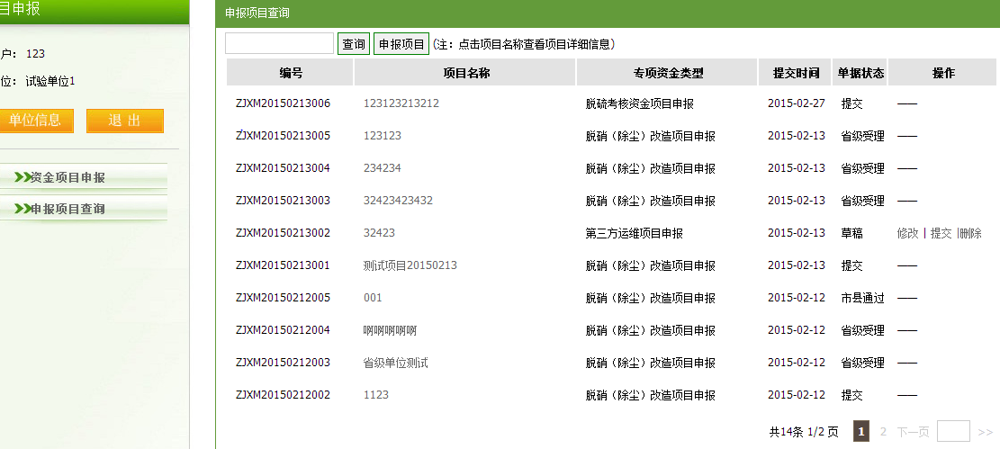 目申报
户： 123
位： 试验单位1
单位信息 退 出
资金项目申报
申报项目查询
申报项目查询
查询 申报项目 (注：点击项目名称查看项目详细信息)
编号 项目名称 专项资金类型 提交时间 单据状态 操作
ZJXM20150213006 123123213212 脱硫考核资金项目申报 2015-02-27 提交 ——
ZJXM20150213005 123123 脱硝（除尘）改造项目申报 2015-02-13 省级受理 ——
ZJXM20150213004 234234 脱硝（除尘）改造项目申报 2015-02-13 省级受理 ——
ZJXM20150213003 32423423432 脱硝（除尘）改造项目申报 2015-02-13 省级受理 ——
ZJXM20150213002 32423 第三方运维项目申报 2015-02-13 草稿 修改 | 提交 |删除
ZJXM20150213001 测试项目20150213 脱硝（除尘）改造项目申报 2015-02-13 提交 ——
ZJXM20150212005 001 脱硝（除尘）改造项目申报 2015-02-12 市县通过 ——
ZJXM20150212004 啊啊啊啊啊 脱硝（除尘）改造项目申报 2015-02-12 省级受理 ——
ZJXM20150212003 省级单位测试 脱硝（除尘）改造项目申报 2015-02-12 省级受理 ——
ZJXM20150212002 1123 脱硝（除尘）改造项目申报 2015-02-12 提交 ——
共14条 1/2 页 1 2 下一页 >>